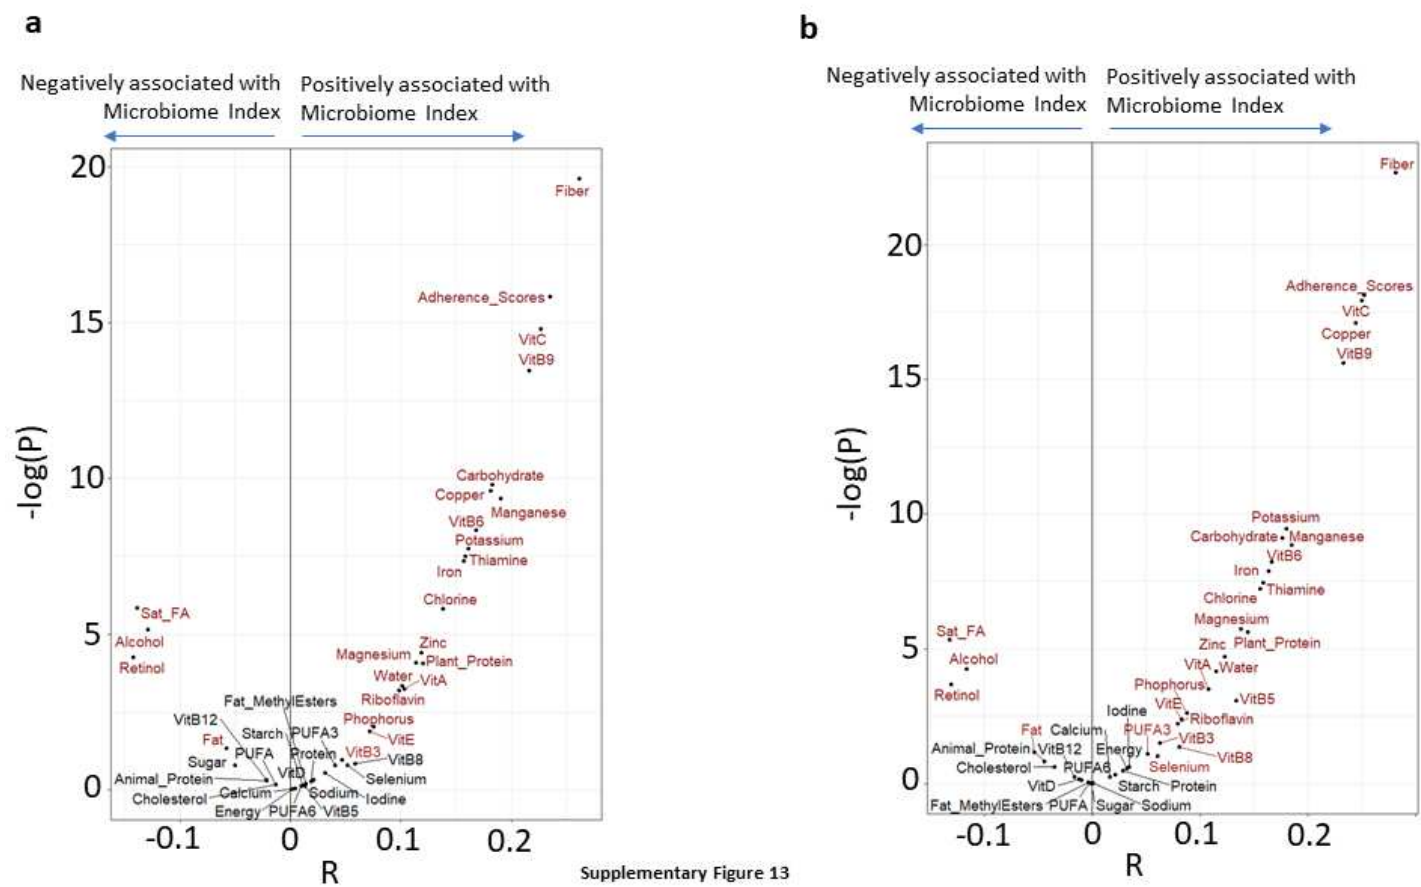 a
Negatively associated with
Microbiome Index
Positively associated with
Microbiome Index
20
15
10
5
0
-log(P)
Fiber
Adherence_Scores
VitC
VitB9
Carbohydrate
Copper
Manganese
VitB6
Potassium
Thiamine
Iron
Chlorine
Sat_FA
Alcohol
Retinol
Zinc
Magnesium
Plant_Protein
Water
VitA
Riboflavin
Fat_MethylEsters
VitB12
Phophorus
Starch
PUFA3
Fat
VitE
PUFA
Protein
VitB3
Sugar
VitB8
Animal_Protein
VitD
Selenium
Cholesterol
Calcium
Sodium
Iodine
Energy
PUFA6
VitB5
-0.1
0
0.1
0.2
R
b
Negatively associated with
Microbiome Index
Positively associated with
Microbiome Index
20
15
10
5
0
-log(P)
Fiber
Adherence_Scores
VitC
Copper
VitB9
Potassium
Carbohydrate
Manganese
VitB6
Iron
Thiamine
Chlorine
Magnesium
Sat_FA
Zinc
Plant_Protein
Alcohol
VitA
Water
Retinol
Phophorus
VitB5
VitE
Iodine
Riboflavin
Fat
Calcium
PUFA3
VitB3
Animal_Protein
VitB12
Energy
VitB8
Cholesterol
PUFA6
Selenium
VitD
Starch
Protein
Fat_MethylEsters
PUFA
Sugar
Sodium
-0.1
0
0.1
0.2
R
Supplementary Figure 13